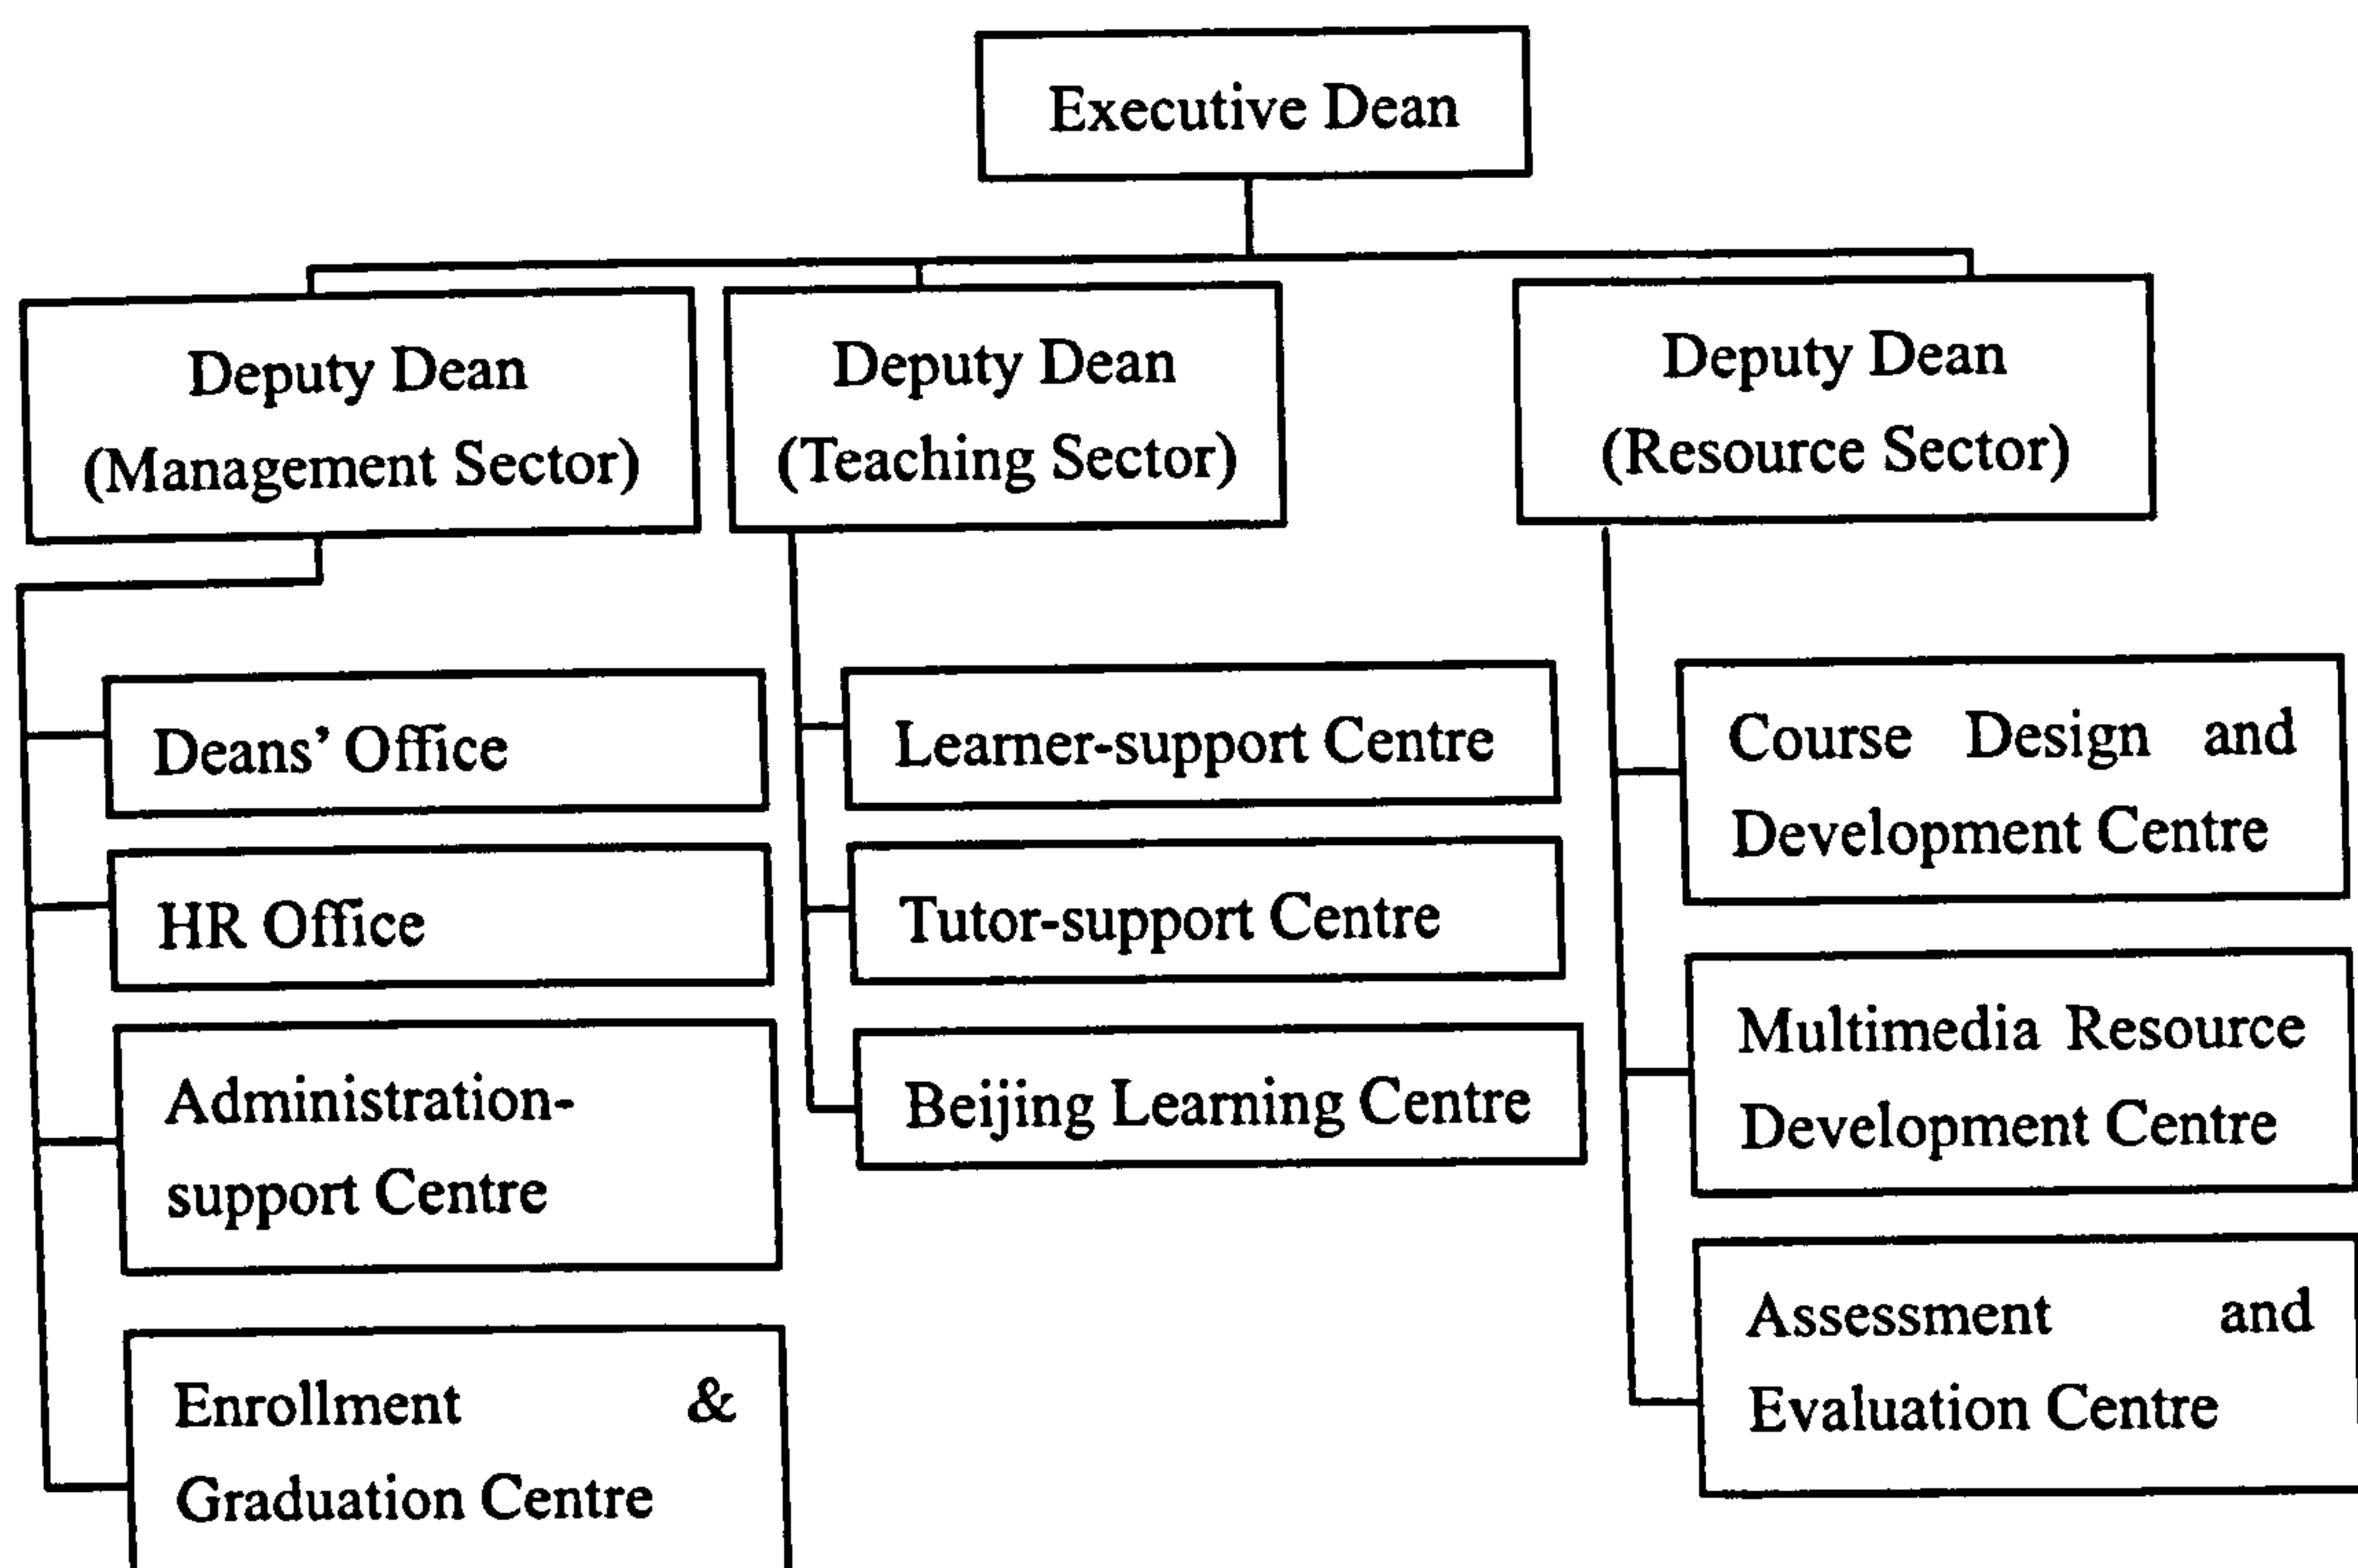 Executive Dean
Deputy Dean
(Management Sector)
Deputy Dean
(Teaching Sector)
Deputy Dean
(Resource Sector)
Deans’ Office
HR Office
Administration-
support Centre
Enrollment &
Graduation Centre
Learner-support Centre
Tutor-support Centre
Beijing Learning Centre
Course Design and
Development Centre
Multimedia Resource
Development Centre
Assessment and
Evaluation Centre